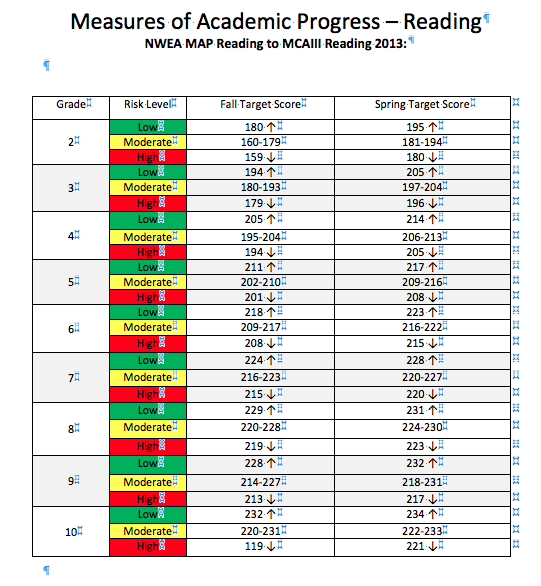 Measures of Academic Progress – Reading
NWEA MAP Reading to MCAIII Reading 2013:
Grade Risk Level Fall Target Score Spring Target Score
Low 180 ↑ 195 ↑
2 Moderate 160-179 181-194
High 159 ↓ 180 ↓
Low 194 ↑ 205 ↑
3 Moderate 180-193 197-204
High 179 ↓ 196 ↓
Low 205 ↑ 214 ↑
4 Moderate 195-204 206-213
High 194 ↓ 205 ↓
Low 211 ↑ 217 ↑
5 Moderate 202-210 209-216
High 201 ↓ 208 ↓
Low 218 ↑ 223 ↑
6 Moderate 209-217 216-222
High 208 ↓ 215 ↓
Low 224 ↑ 228 ↑
7 Moderate 216-223 220-227
High 215 ↓ 220 ↓
Low 229 ↑ 231 ↑
8 Moderate 220-228 224-230
High 219 ↓ 223 ↓
Low 228 ↑ 232 ↑
9 Moderate 214-227 218-231
High 213 ↓ 217 ↓
Low 232 ↑ 234 ↑
10 Moderate 220-231 222-233
High 119 ↓ 221 ↓